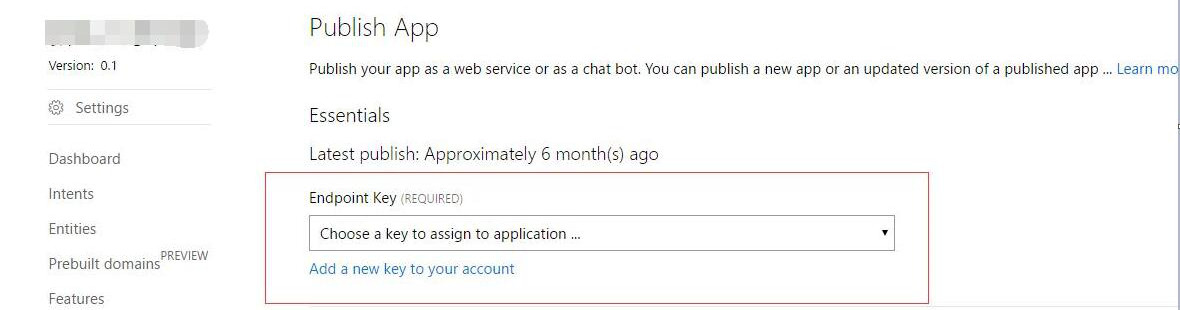 Version: 0.1
Settings
Dashboard
Intents
Entities
Prebuilt domains PREVIEW
Features
Publish App
Publish your app as a web service or as a chat bot. You can publish a new app or an updated version of a published app ... Learn mo
Essentials
Latest publish: Approximately 6 month(s) ago
Endpoint Key (REQUIRED)
Choose a key to assign to application ...
Add a new key to your account